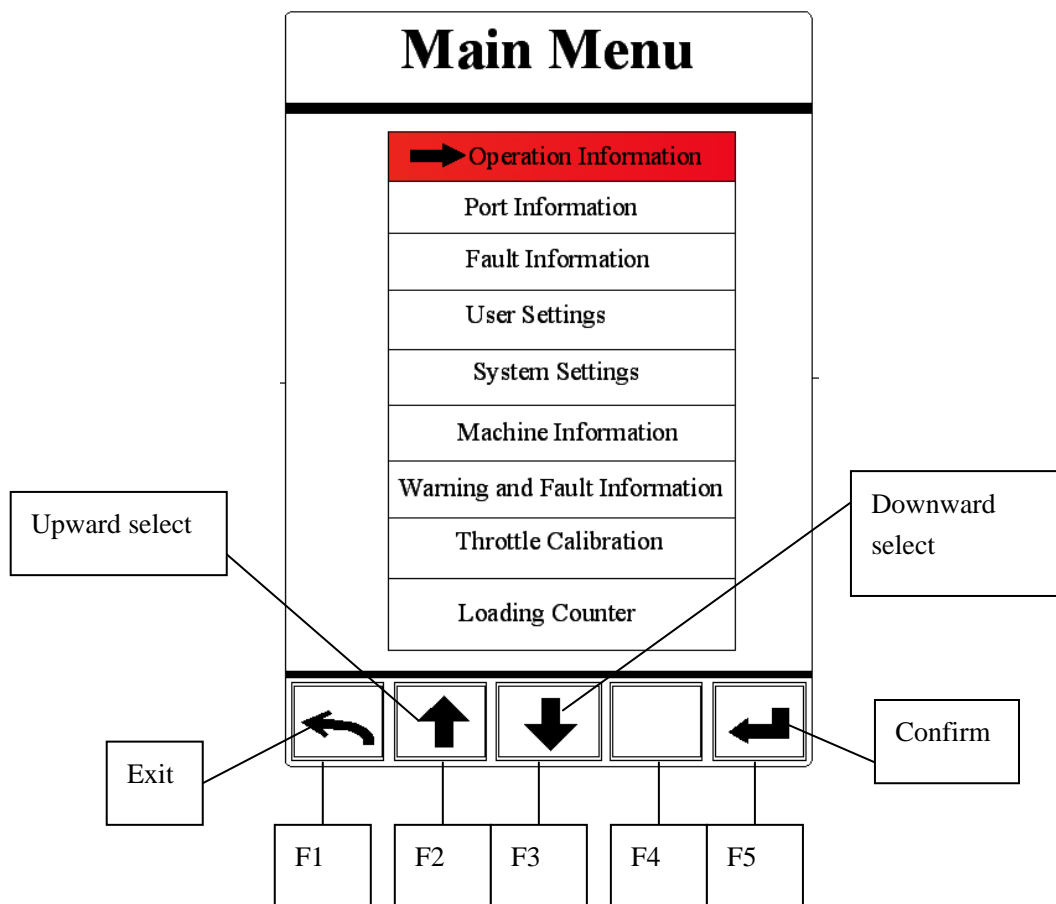 Main Menu
Operation Information
Port Information
Fault Information
User Settings
System Settings
Machine Information
Warning and Fault Information
Throttle Calibration
Loading Counter
Upward select
Downward
select
Exit
Confirm
F1
F2
F3
F4
F5